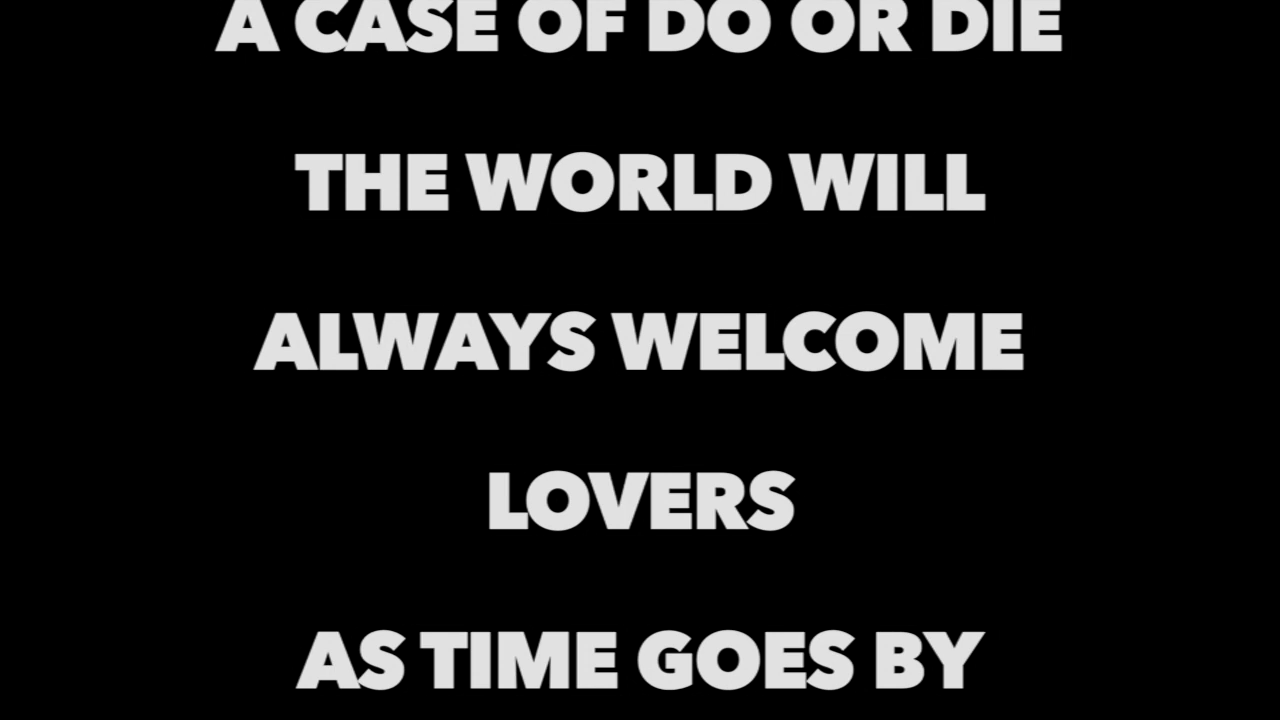 A CASE OF DO OR DIE
THE WORLD WILL
ALWAYS WELCOME
LOVERS
AS TIME GOES BY